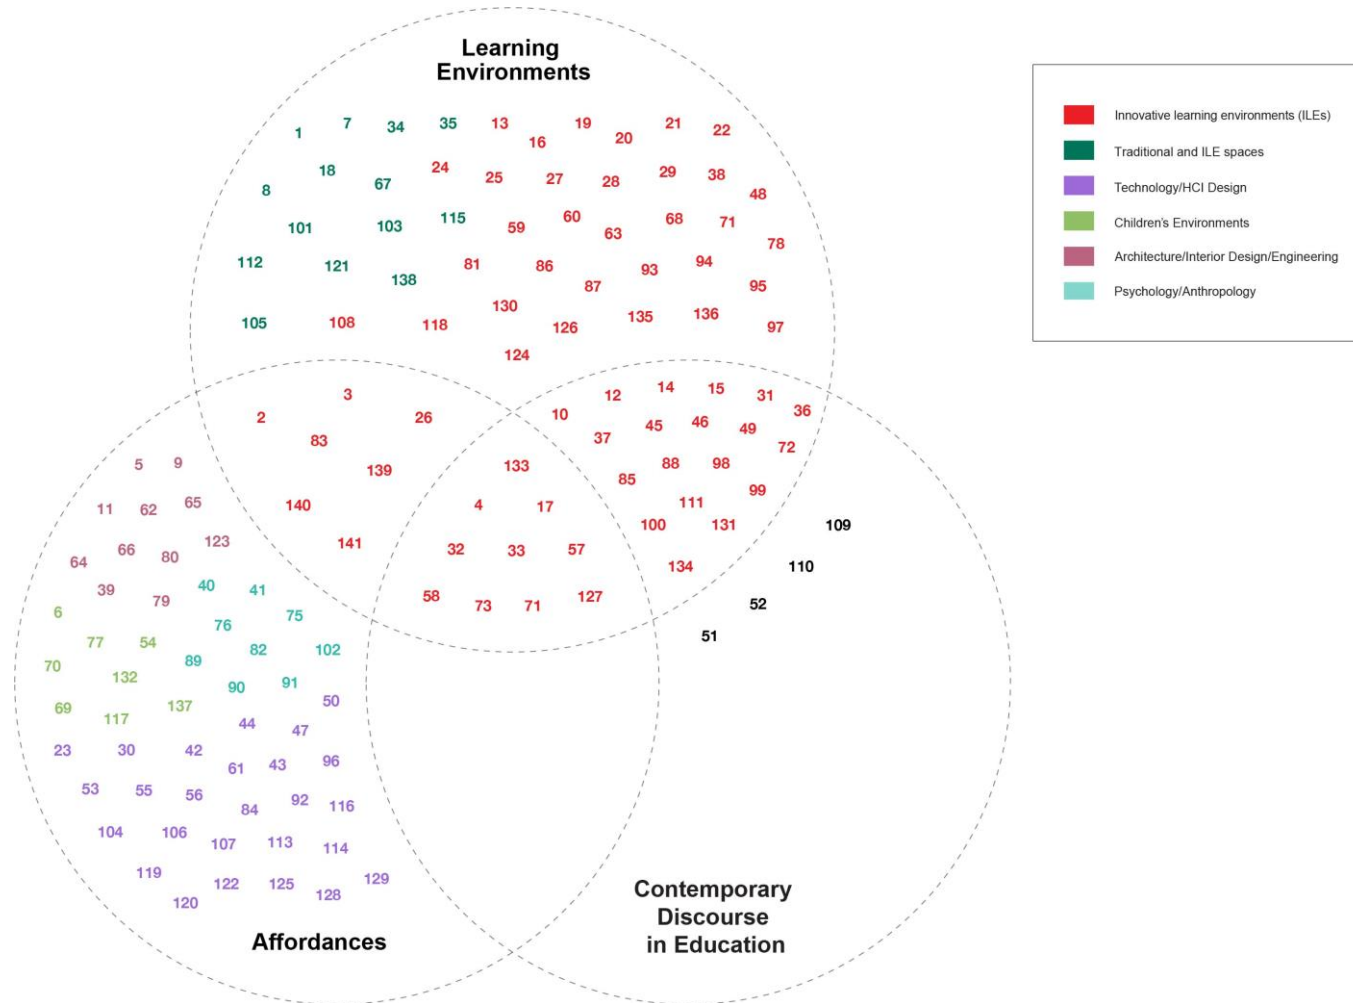 Learning
Environments
1 7 34 35 13 16 19 20 21 22
8 18 67 24 25 27 28 29 38 48
101 103 115 59 60 63 68 71 78
112 121 138 81 86 87 93 94 95
105 108 118 130 126 135 136 97
124
2 3 26
83
139
140
141
10 12 14 15 31 36
37 45 46 49 72
85 88 98 99
100 111 131
134
133
4 17
32 33 57
58 73 71 127
109
110
52
51
5 9
11 62 65
64 66 80 123
39 79
40 41
76 75
89 82 102
90 91
6
77 54
70 132
69 117 137
50
44 47
23 30 42 61 43 96
53 55 56 84 92 116
104 106 107 113 114
119 122 125 128 129
120
Affordances
Contemporary
Discourse
in Education
Innovative learning environments (ILEs)
Traditional and ILE spaces
Technology/HCI Design
Children's Environments
Architecture/Interior Design/Engineering
Psychology/Anthropology